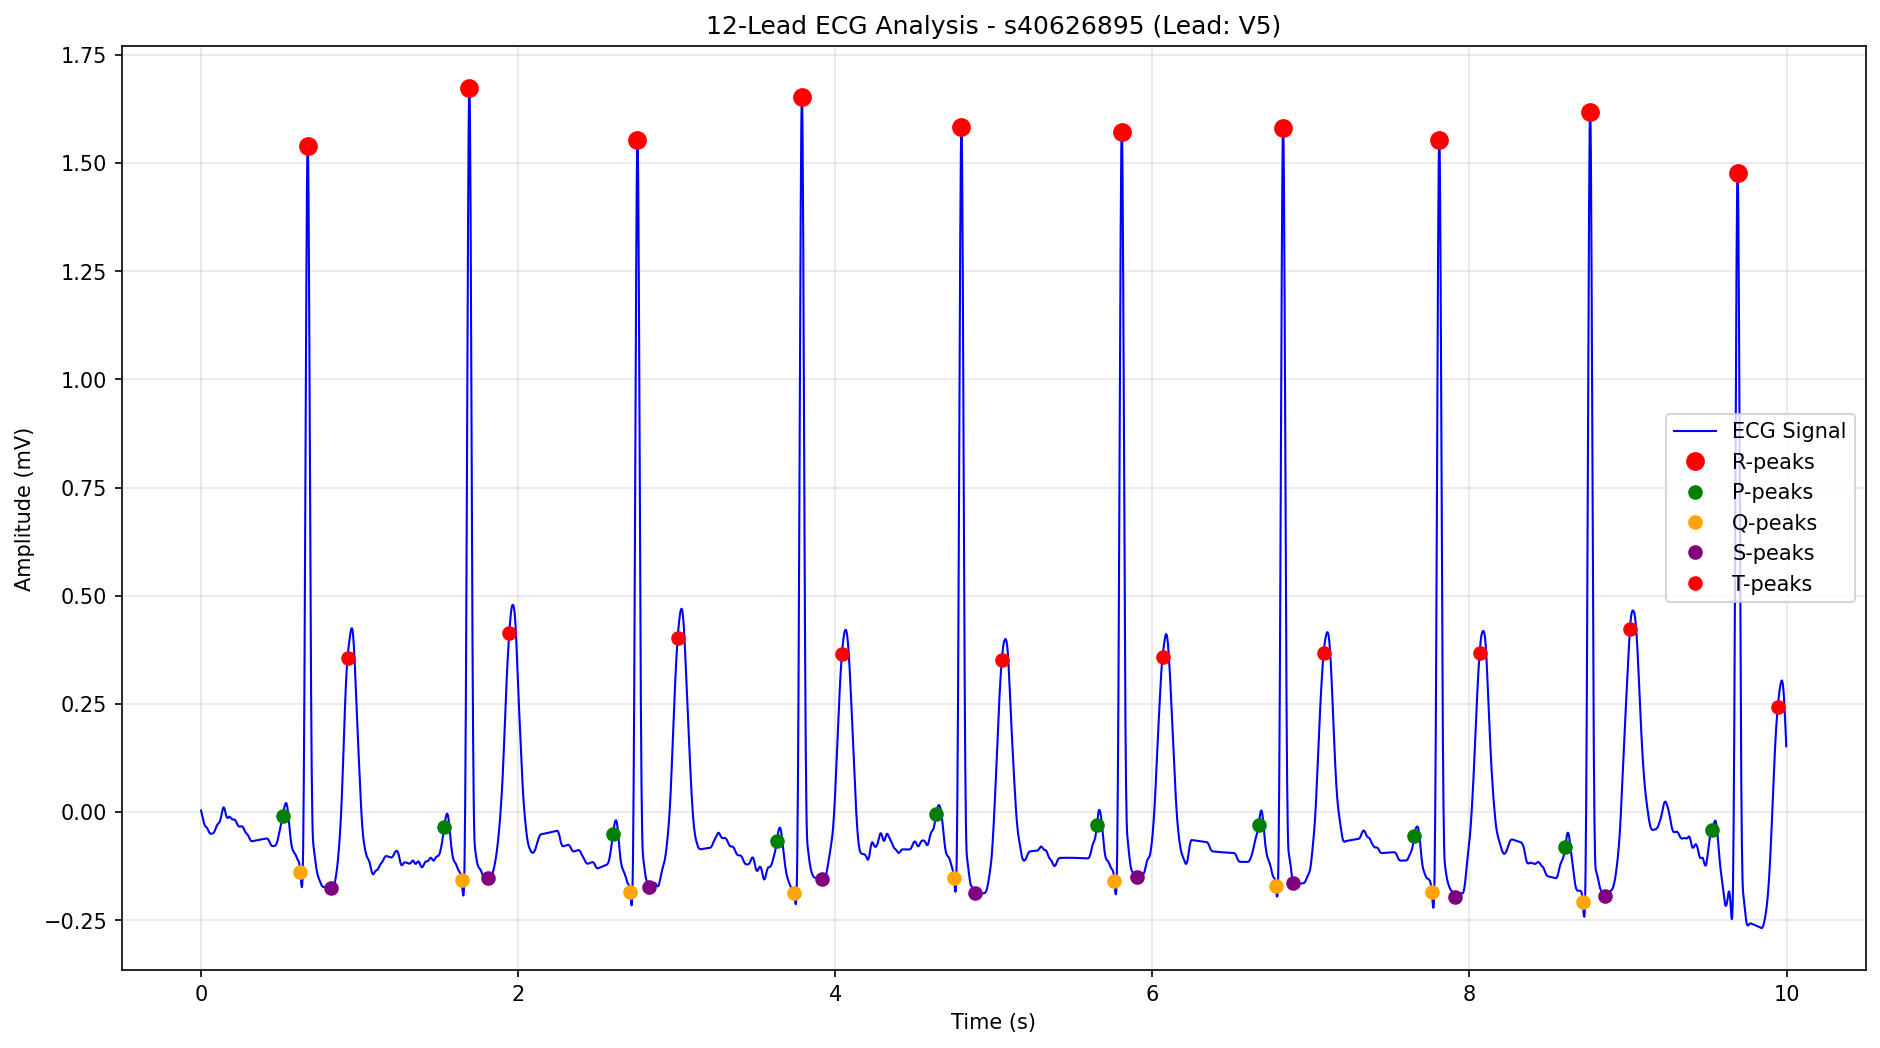 12-Lead ECG Analysis - s40626895 (Lead: V5)
1.75
1.50
1.25
1.00
0.75
0.50
0.25
0.00
−0.25
Amplitude (mV)
ECG Signal
R-peaks
P-peaks
Q-peaks
S-peaks
T-peaks
0 2 4 6 8 10
Time (s)